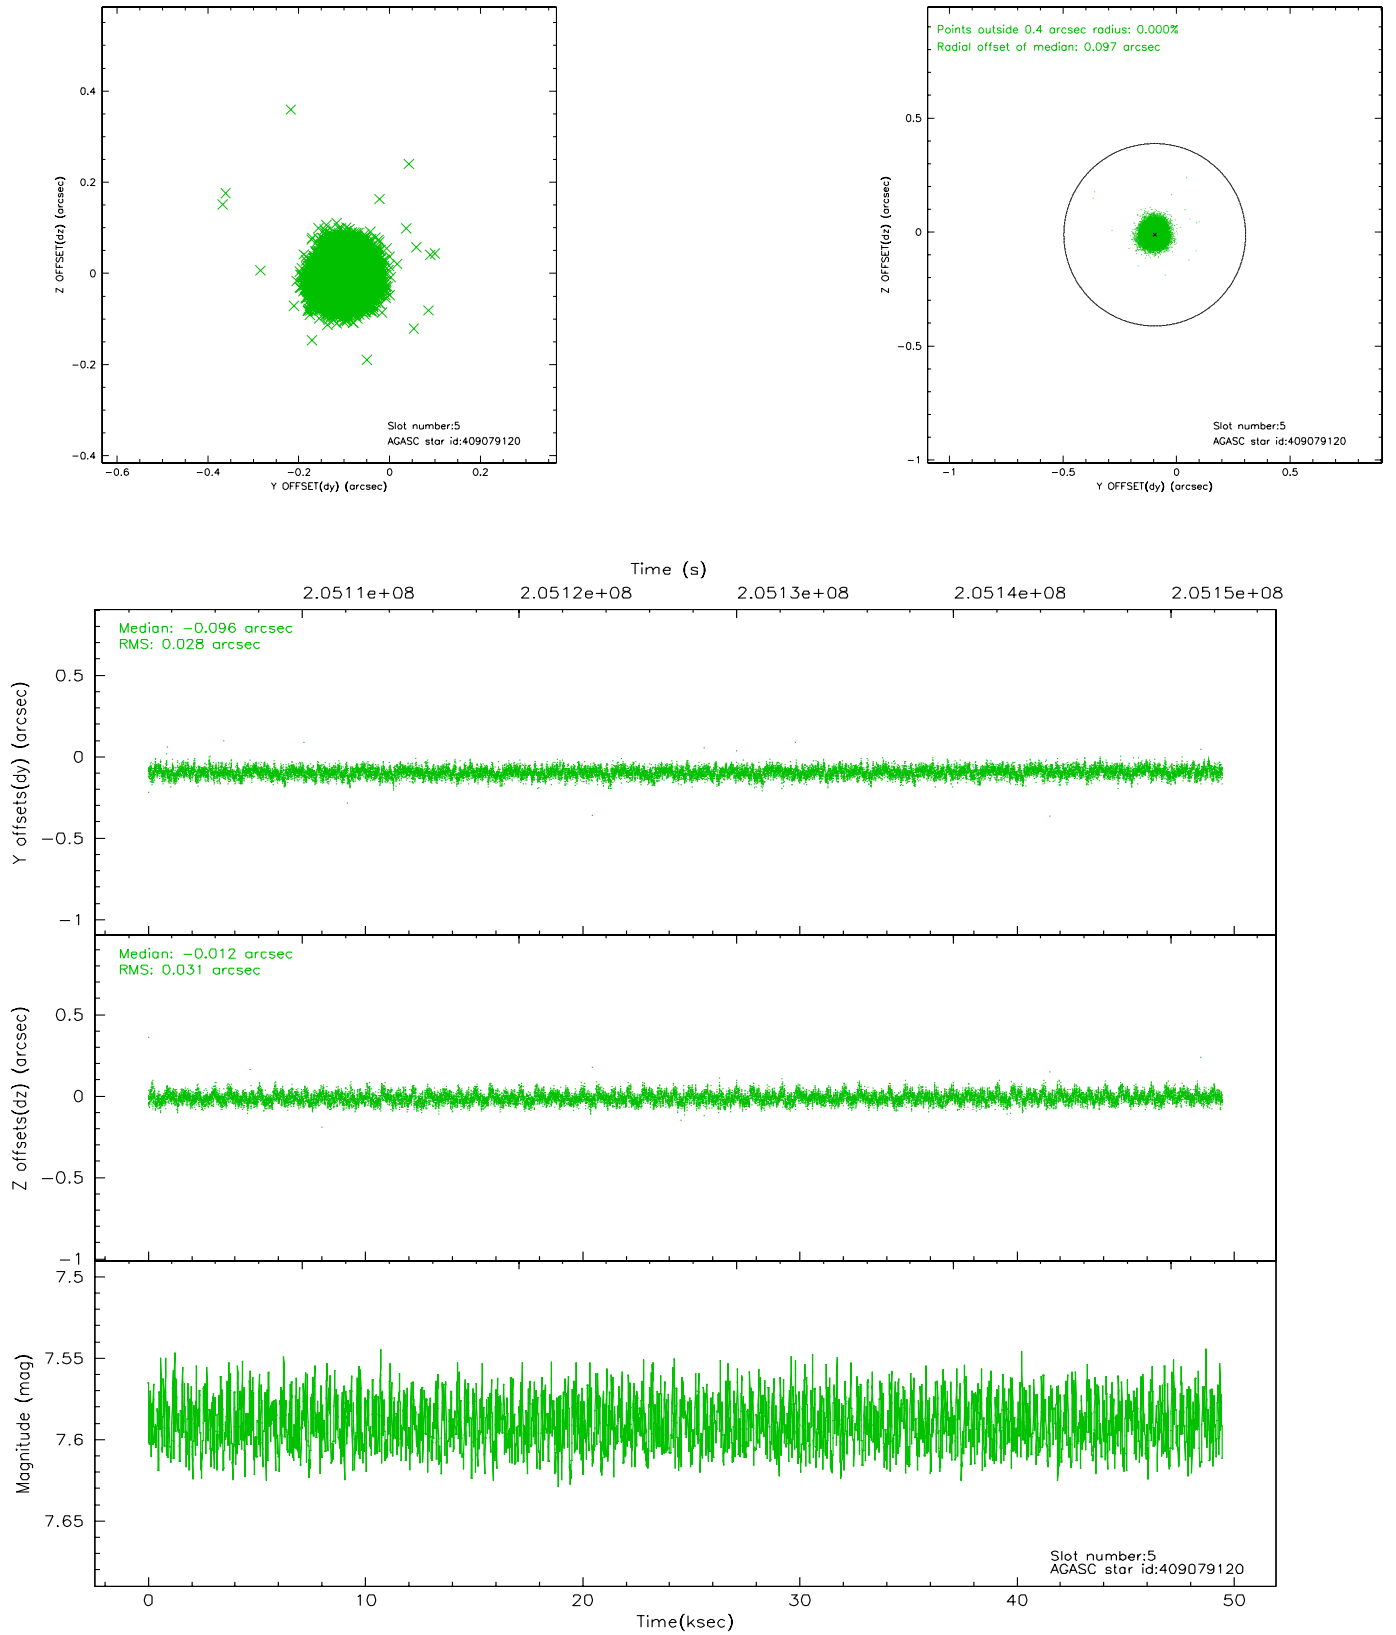 0.4
0.2
0
−0.2
−0.4
Z OFFSET(dz) (arcsec)
Slot number:5
AGASC star id:409079120
−0.6
−0.4
−0.2
0
0.2
Y OFFSET(dy) (arcsec)
Points outside 0.4 arcsec radius: 0.000%
Radial offset of median: 0.097 arcsec
0.5
0
−0.5
−1
Z OFFSET(dz) (arcsec)
Slot number:5
AGASC star id:409079120
−1
−0.5
0
0.5
Y OFFSET(dy) (arcsec)
Time (s)
2.0511e+08
2.0512e+08
2.0513e+08
2.0514e+08
2.0515e+08
Median: −0.096 arcsec
RMS: 0.028 arcsec
0.5
0
−0.5
−1
Y offsets(dy) (arcsec)
Median: −0.012 arcsec
RMS: 0.031 arcsec
0.5
0
−0.5
−1
Z offsets(dz) (arcsec)
7.5
7.55
7.6
7.65
Magnitude (mag)
Slot number:5
AGASC star id:409079120
0
10
20
30
40
50
Time(ksec)